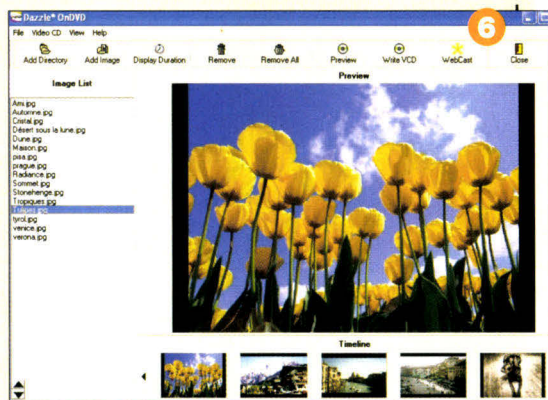 Dazzle* OnDVD
6
File Video CD View Help
Add Directory Add Image Display Duration Remove Remove All Preview Write VCD WebCast Close
Image List
Preview
Ami.jpg
Automne.jpg
Cristal.jpg
Désert sous la lune.jpg
Dune.jpg
Maison.jpg
pisa.jpg
prague.jpg
Radiance.jpg
Sommet.jpg
Stonehenge.jpg
Tropiques.jpg
Tulipes.jpg
tyrol.jpg
venice.jpg
verona.jpg
Timeline